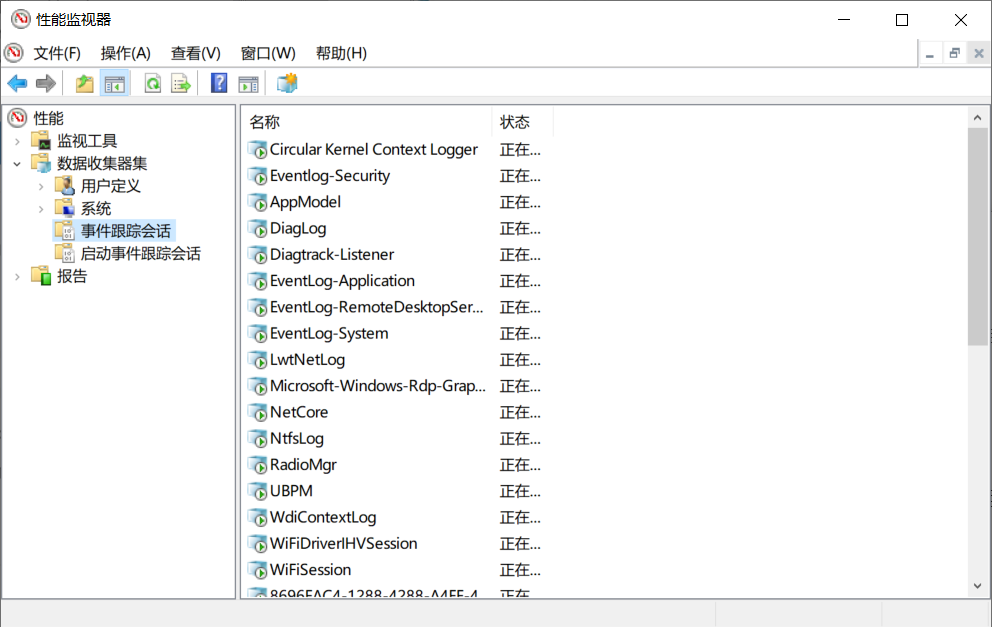 性能监视器
文件(F) 操作(A) 查看(V) 窗口(W) 帮助(H)
性能
监视工具
数据收集器集
用户定义
系统
事件跟踪会话
启动事件跟踪会话
报告
名称 状态
Circular Kernel Context Logger 正在...
Eventlog-Security 正在...
AppModel 正在...
DiagLog 正在...
Diagtrack-Listener 正在...
EventLog-Application 正在...
EventLog-RemoteDesktopSer... 正在...
EventLog-System 正在...
LwtNetLog 正在...
Microsoft-Windows-Rdp-Grap... 正在...
NetCore 正在...
NtfsLog 正在...
RadioMgr 正在...
UBPM 正在...
WdiContextLog 正在...
WiFiDriverIHVSession 正在...
WiFiSession 正在...
正在